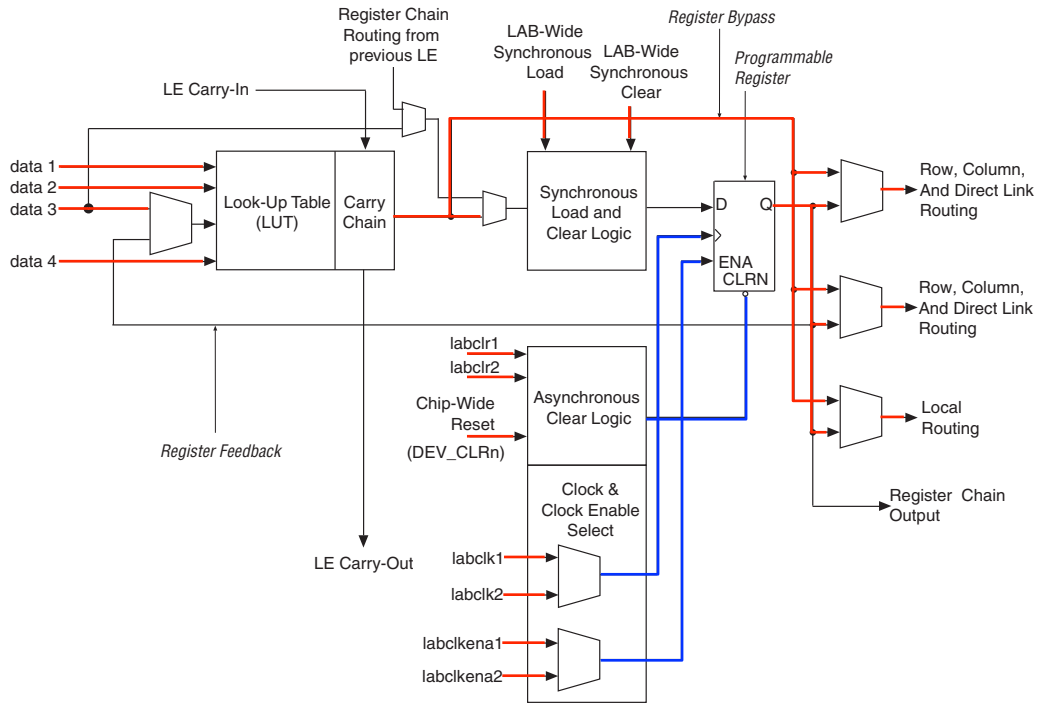 Register Chain
Routing from
previous LE
LAB-Wide
Synchronous
Load
LAB-Wide
Synchronous
Clear
Register Bypass
Programmable
Register
LE Carry-In
data 1
data 2
data 3
data 4
Look-Up Table
(LUT)
Carry
Chain
Synchronous
Load and
Clear Logic
D
Q
ENA
CLRN
Row, Column,
And Direct Link
Routing
Row, Column,
And Direct Link
Routing
Local
Routing
Register Chain
Output
labclr1
labclr2
Chip-Wide
Reset
(DEV_CLRn)
Asynchronous
Clear Logic
Register Feedback
Clock &
Clock Enable
Select
LE Carry-Out
labclk1
labclk2
labclkena1
labclkena2